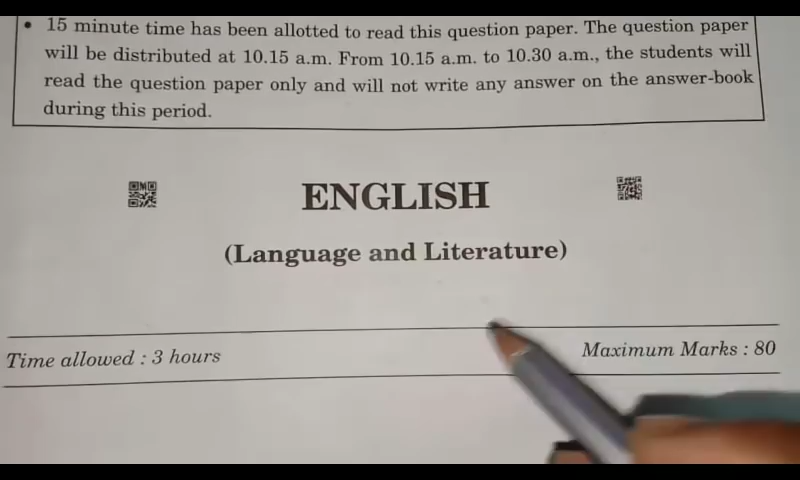 • 15 minute time has been allotted to read this question paper. The question paper
will be distributed at 10.15 a.m. From 10.15 a.m. to 10.30 a.m., the students will
read the question paper only and will not write any answer on the answer-book
during this period.
ENGLISH
(Language and Literature)
Time allowed : 3 hours
Maximum Marks : 80